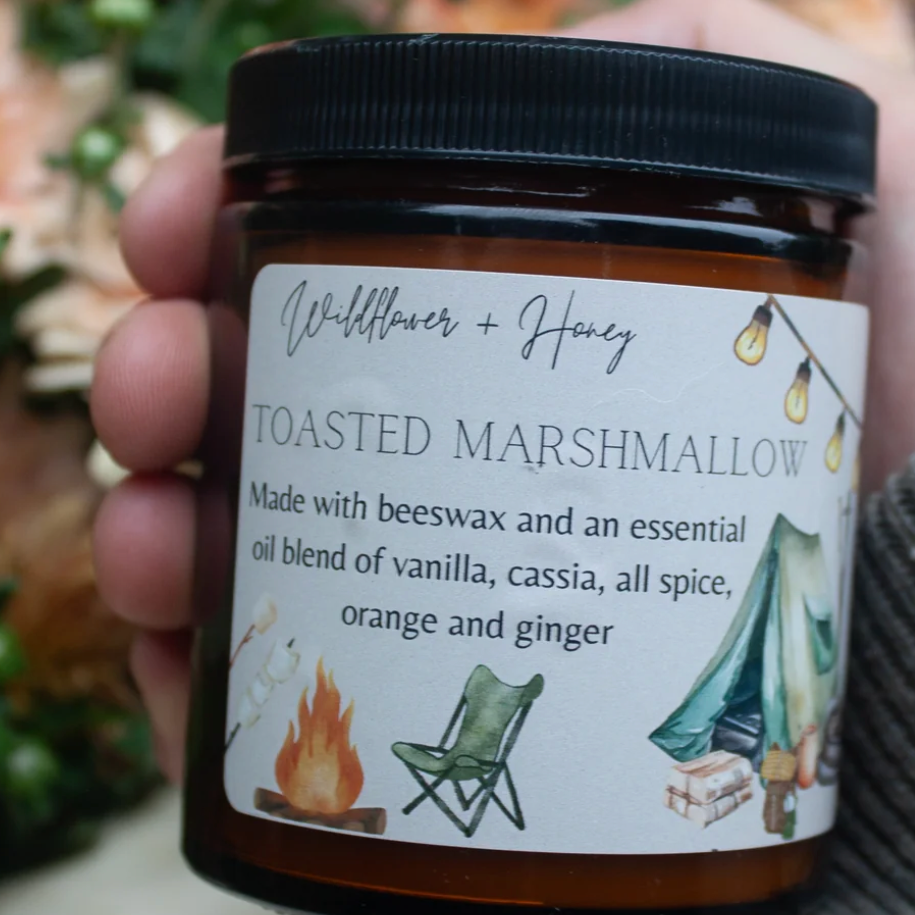 Wildflower + Honey
TOASTED MARSHMALLOW
Made with beeswax and an essential
oil blend of vanilla, cassia, all spice,
orange and ginger